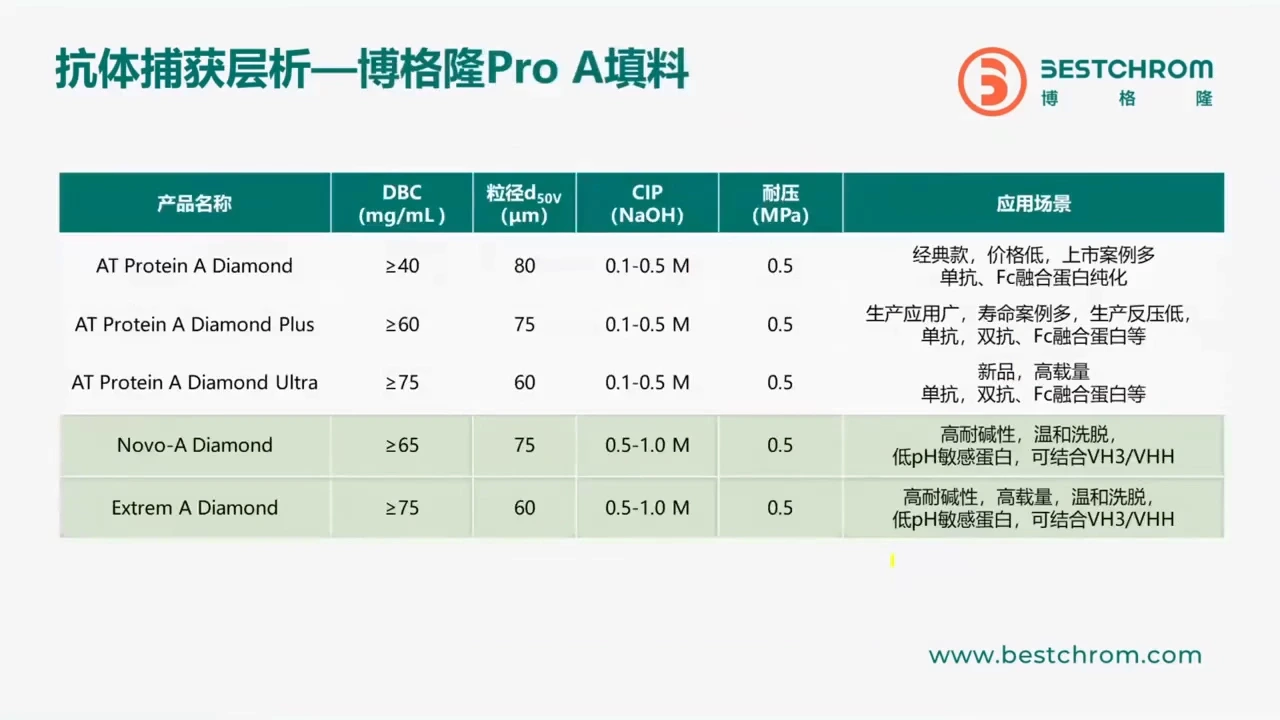 抗体捕获层析—博格隆Pro A填料
BESTCHROM
博 格 隆
产品名称
DBC
(mg/mL )
粒径d50V
(μm)
CIP
(NaOH)
耐压
(MPa)
应用场景
AT Protein A Diamond
≥40
80
0.1-0.5 M
0.5
经典款，价格低，上市案例多
单抗、Fc融合蛋白纯化
AT Protein A Diamond Plus
≥60
75
0.1-0.5 M
0.5
生产应用广，寿命案例多，生产反压低，
单抗，双抗、Fc融合蛋白等
AT Protein A Diamond Ultra
≥75
60
0.1-0.5 M
0.5
新品，高载量
单抗，双抗、Fc融合蛋白等
Novo-A Diamond
≥65
75
0.5-1.0 M
0.5
高耐碱性，温和洗脱，
低pH敏感蛋白，可结合VH3/VHH
Extrem A Diamond
≥75
60
0.5-1.0 M
0.5
高耐碱性，高载量，温和洗脱，
低pH敏感蛋白，可结合VH3/VHH
www.bestchrom.com